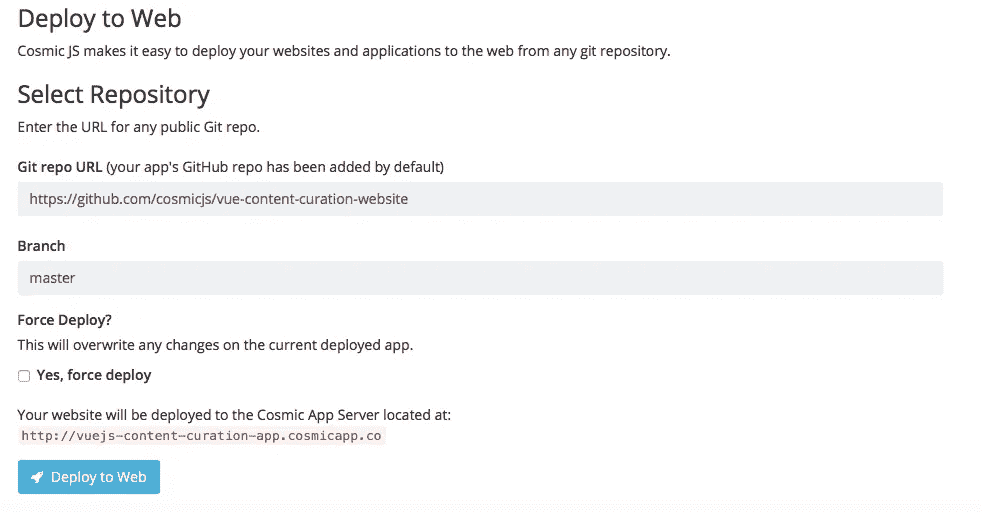 Deploy to Web
Cosmic JS makes it easy to deploy your websites and applications to the web from any git repository.
Select Repository
Enter the URL for any public Git repo.
Git repo URL (your app's GitHub repo has been added by default)
https://github.com/cosmicjs/vue-content-curation-website
Branch
master
Force Deploy?
This will overwrite any changes on the current deployed app.
Yes, force deploy
Your website will be deployed to the Cosmic App Server located at:
http://vuejs-content-curation-app.cosmicapp.co
Deploy to Web